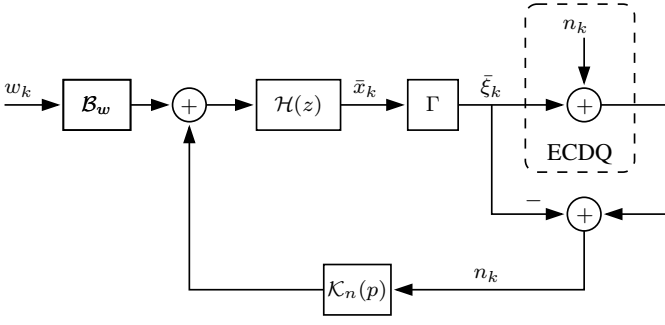 n_k
w_k
𝓑_w
+
𝓗(z)
x̄_k
Γ
ξ̄_k
+
ECDQ
−
+
𝒦_n(p)
n_k